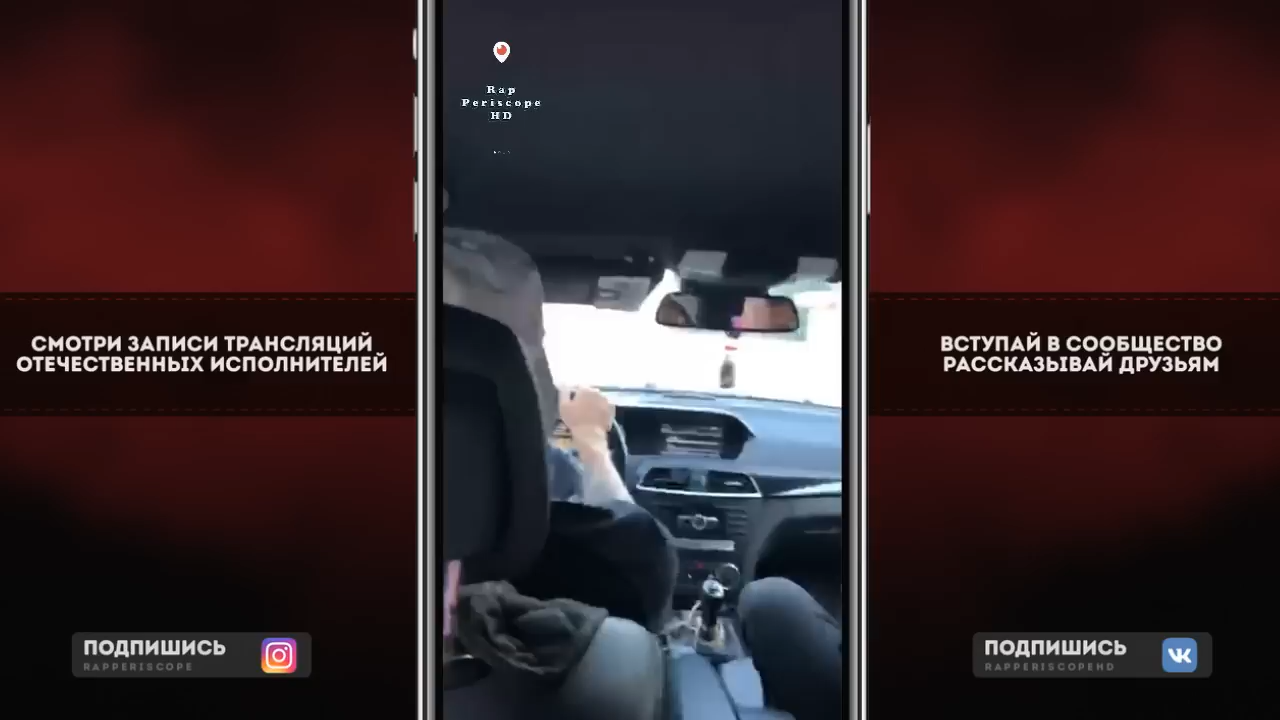 Rap
Periscope
HD
СМОТРИ ЗАПИСИ ТРАНСЛЯЦИЙ
ОТЕЧЕСТВЕННЫХ ИСПОЛНИТЕЛЕЙ
ВСТУПАЙ В СООБЩЕСТВО
РАССКАЗЫВАЙ ДРУЗЬЯМ
ПОДПИШИСЬ
RAPPERISCOPE
ПОДПИШИСЬ
RAPPERISCOPEHD